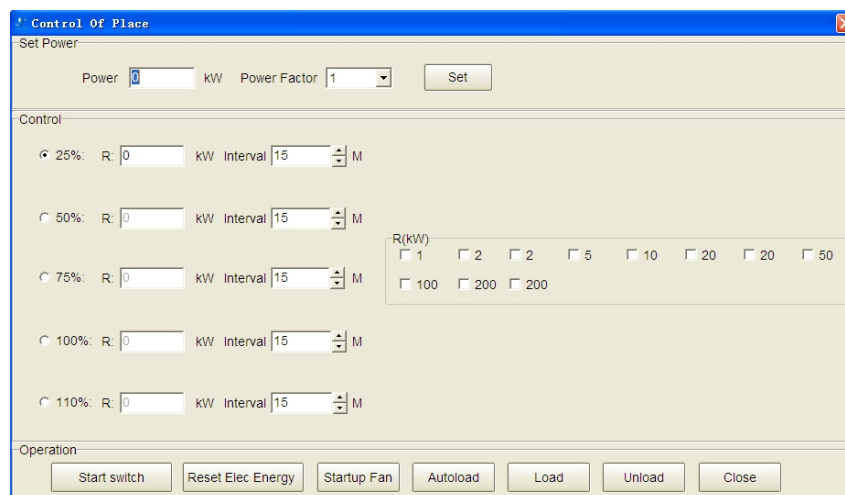 Control Of Place
Set Power
Power 0 kW Power Factor 1 Set
Control
25%: R: 0 kW Interval 15 M
50%: R: 0 kW Interval 15 M
R(kW)
1 2 2 5 10 20 20 50
75%: R: 0 kW Interval 15 M
100 200 200
100%: R: 0 kW Interval 15 M
110%: R: 0 kW Interval 15 M
Operation
Start switch Reset Elec Energy Startup Fan Autoload Load Unload Close